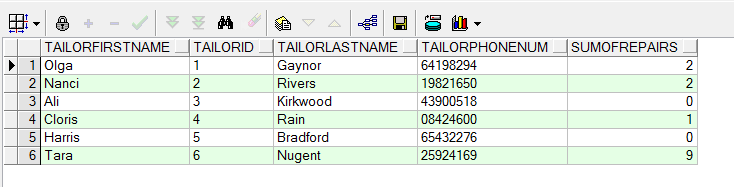 TAILORFIRSTNAME TAILORID TAILORLASTNAME TAILORPHONENUM SUMOFREPAIRS
1 Olga 1 Gaynor 64198294 2
2 Nanci 2 Rivers 19821650 2
3 Ali 3 Kirkwood 43900518 0
4 Cloris 4 Rain 08424600 1
5 Harris 5 Bradford 65432276 0
6 Tara 6 Nugent 25924169 9